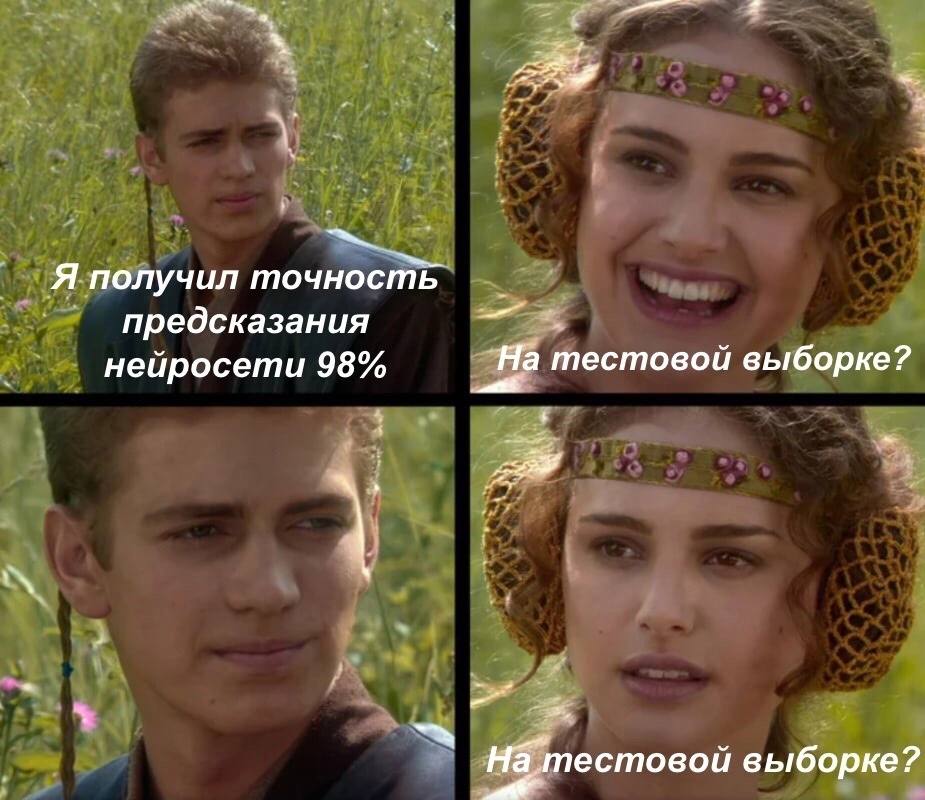 Я получил точность
предсказания
нейросети 98%
На тестовой выборке?
На тестовой выборке?